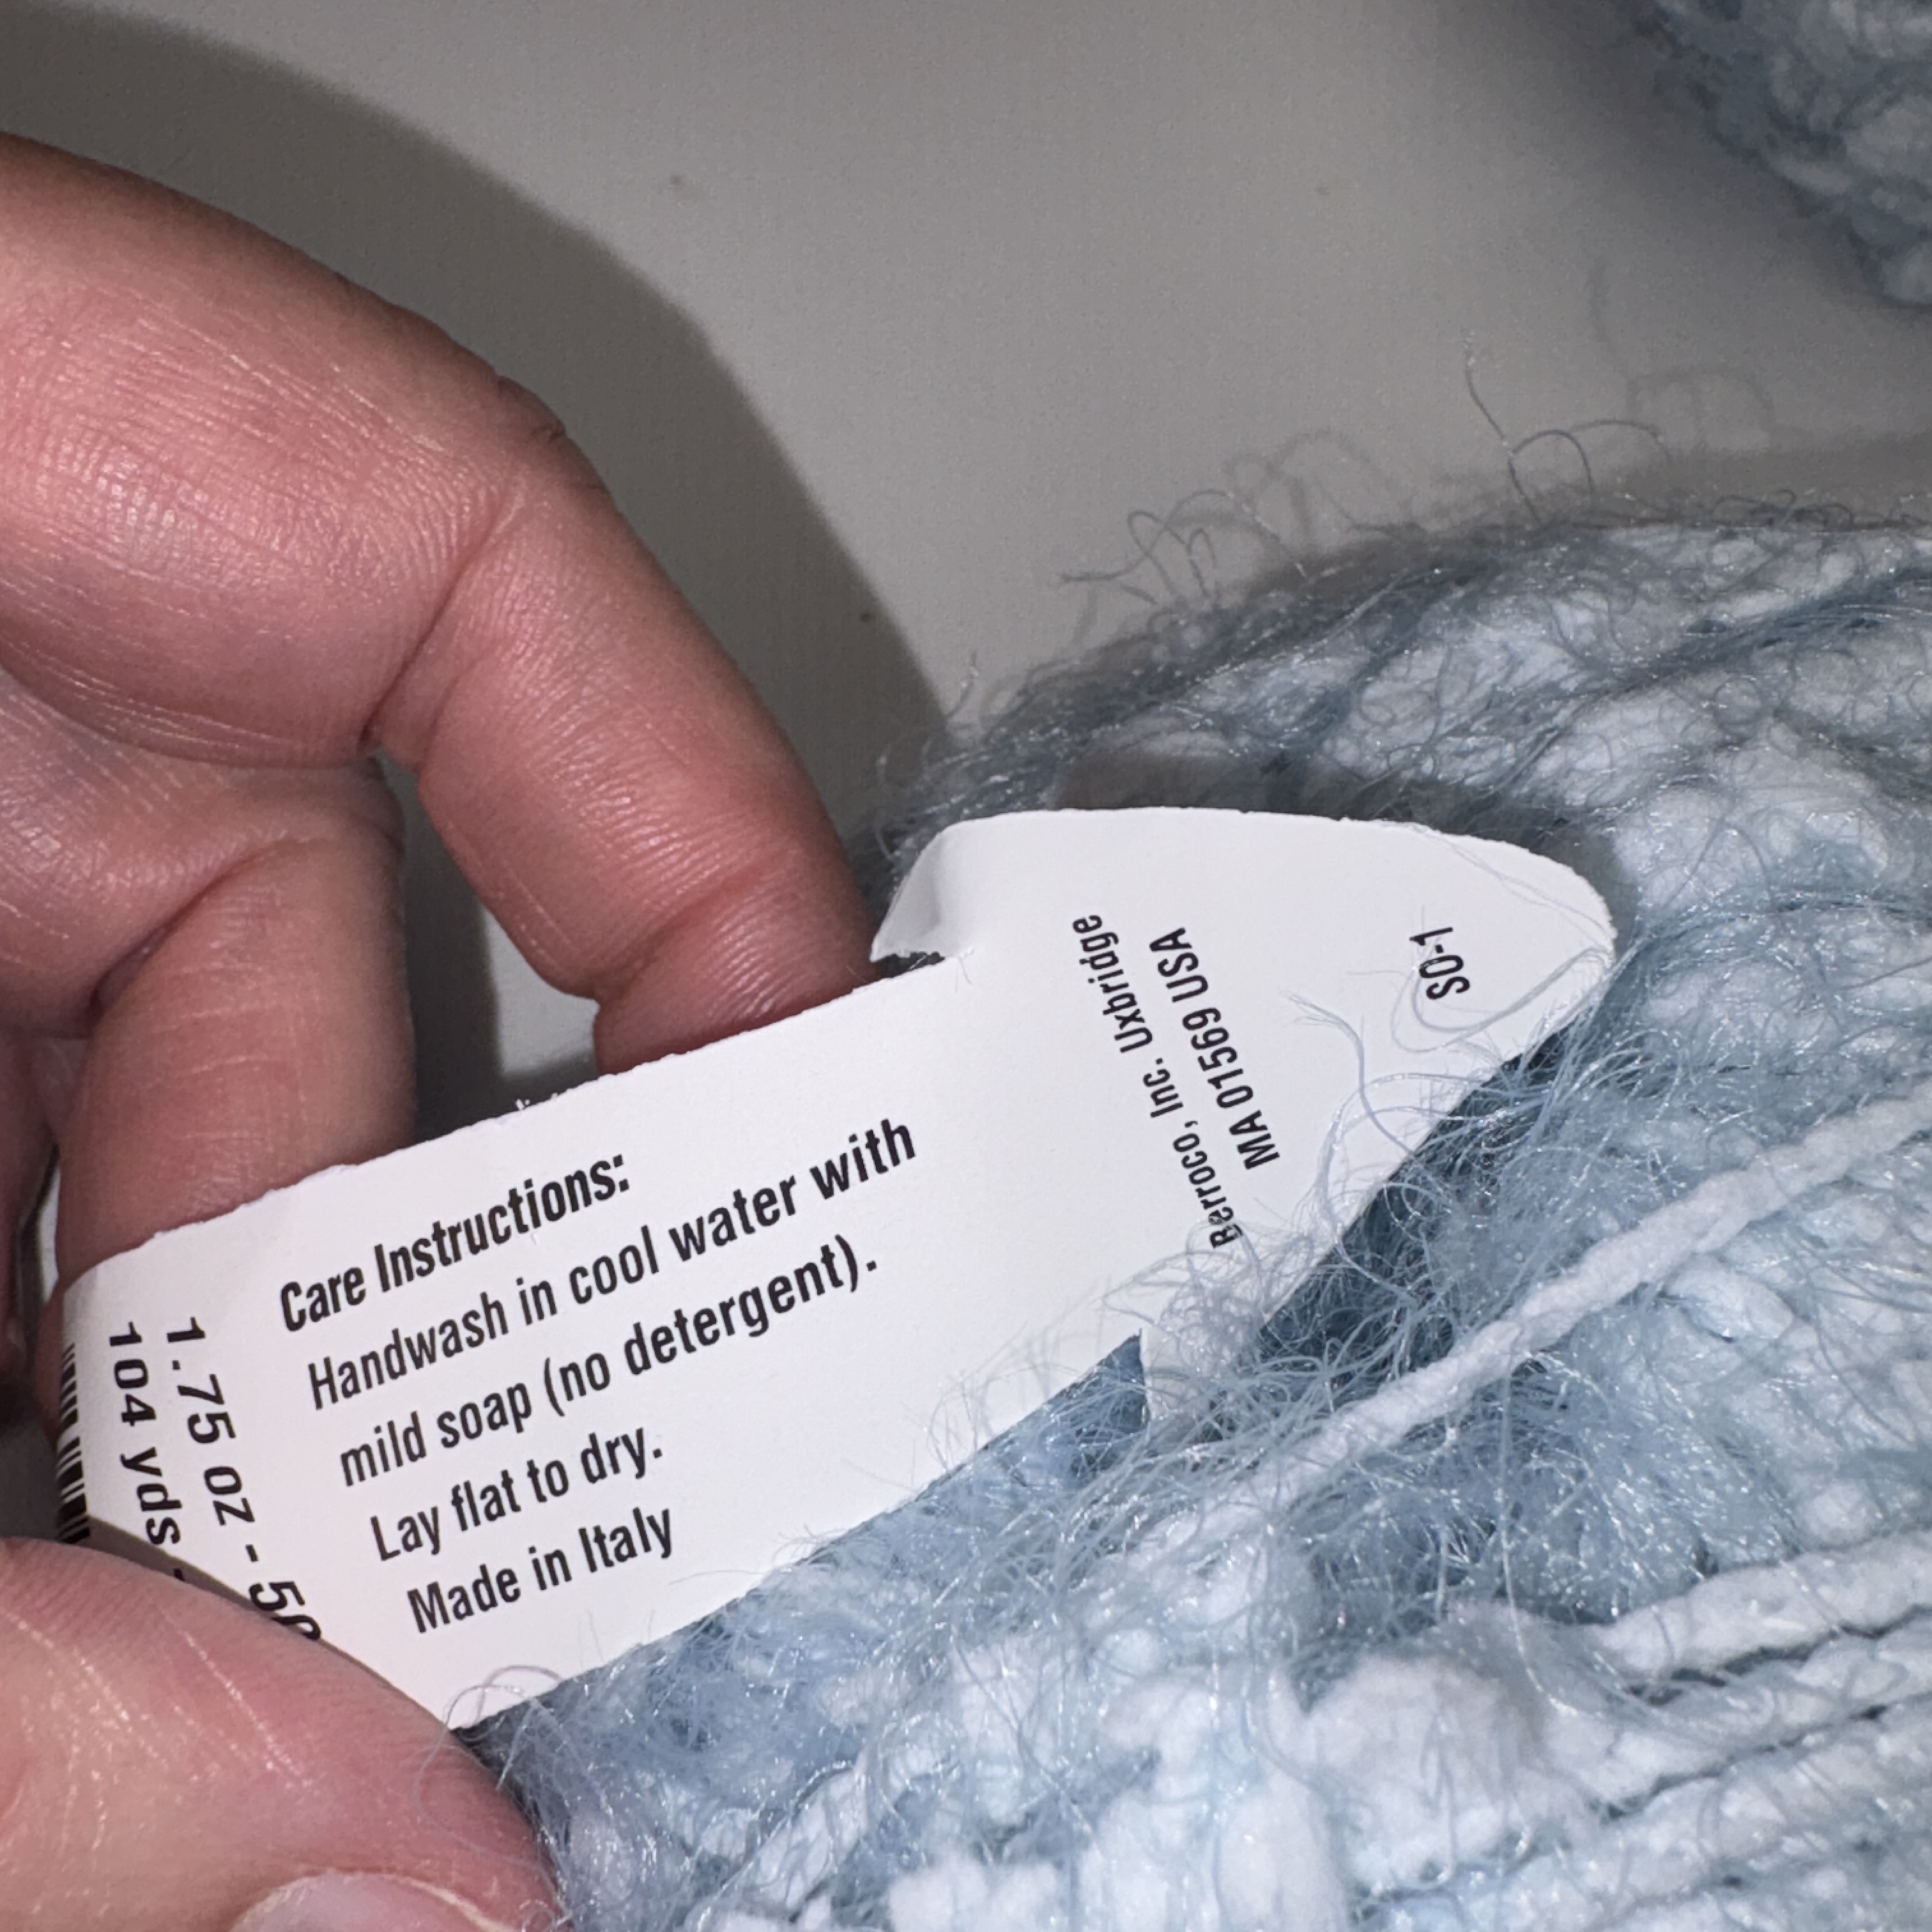 Care Instructions:
Handwash in cool water with
mild soap (no detergent).
Lay flat to dry.
Made in Italy
1.75 oz - 50
104 yds -
Berroco, Inc. Uxbridge
MA 01569 USA
SO-1